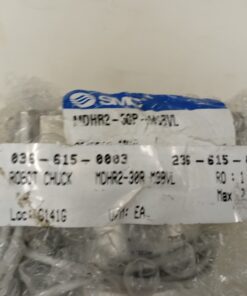 SMC
MDHR2-30R-M9BVL
036-615-0003 236-615-
ROBOT CHUCK MDHR2-30R M9BVL RO: 1
Max
Loc: G141G U/M: EA